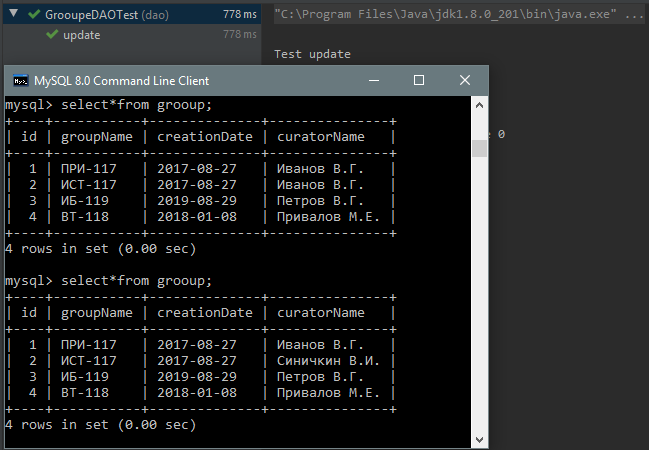 GrooupeDAOTest (dao) 778 ms
update 778 ms
"C:\Program Files\Java\jdk1.8.0_201\bin\java.exe" ...
Test update
0
MySQL 8.0 Command Line Client
mysql> select*from grooup;
+----+-----------+--------------+---------------+
| id | groupName | creationDate | curatorName   |
+----+-----------+--------------+---------------+
|  1 | ПРИ-117   | 2017-08-27   | Иванов В.Г.   |
|  2 | ИСТ-117   | 2017-08-27   | Иванов В.Г.   |
|  3 | ИБ-119    | 2019-08-29   | Петров В.Г.   |
|  4 | ВТ-118    | 2018-01-08   | Привалов М.Е. |
+----+-----------+--------------+---------------+
4 rows in set (0.00 sec)
mysql> select*from grooup;
+----+-----------+--------------+---------------+
| id | groupName | creationDate | curatorName   |
+----+-----------+--------------+---------------+
|  1 | ПРИ-117   | 2017-08-27   | Иванов В.Г.   |
|  2 | ИСТ-117   | 2017-08-27   | Синичкин В.И. |
|  3 | ИБ-119    | 2019-08-29   | Петров В.Г.   |
|  4 | ВТ-118    | 2018-01-08   | Привалов М.Е. |
+----+-----------+--------------+---------------+
4 rows in set (0.00 sec)